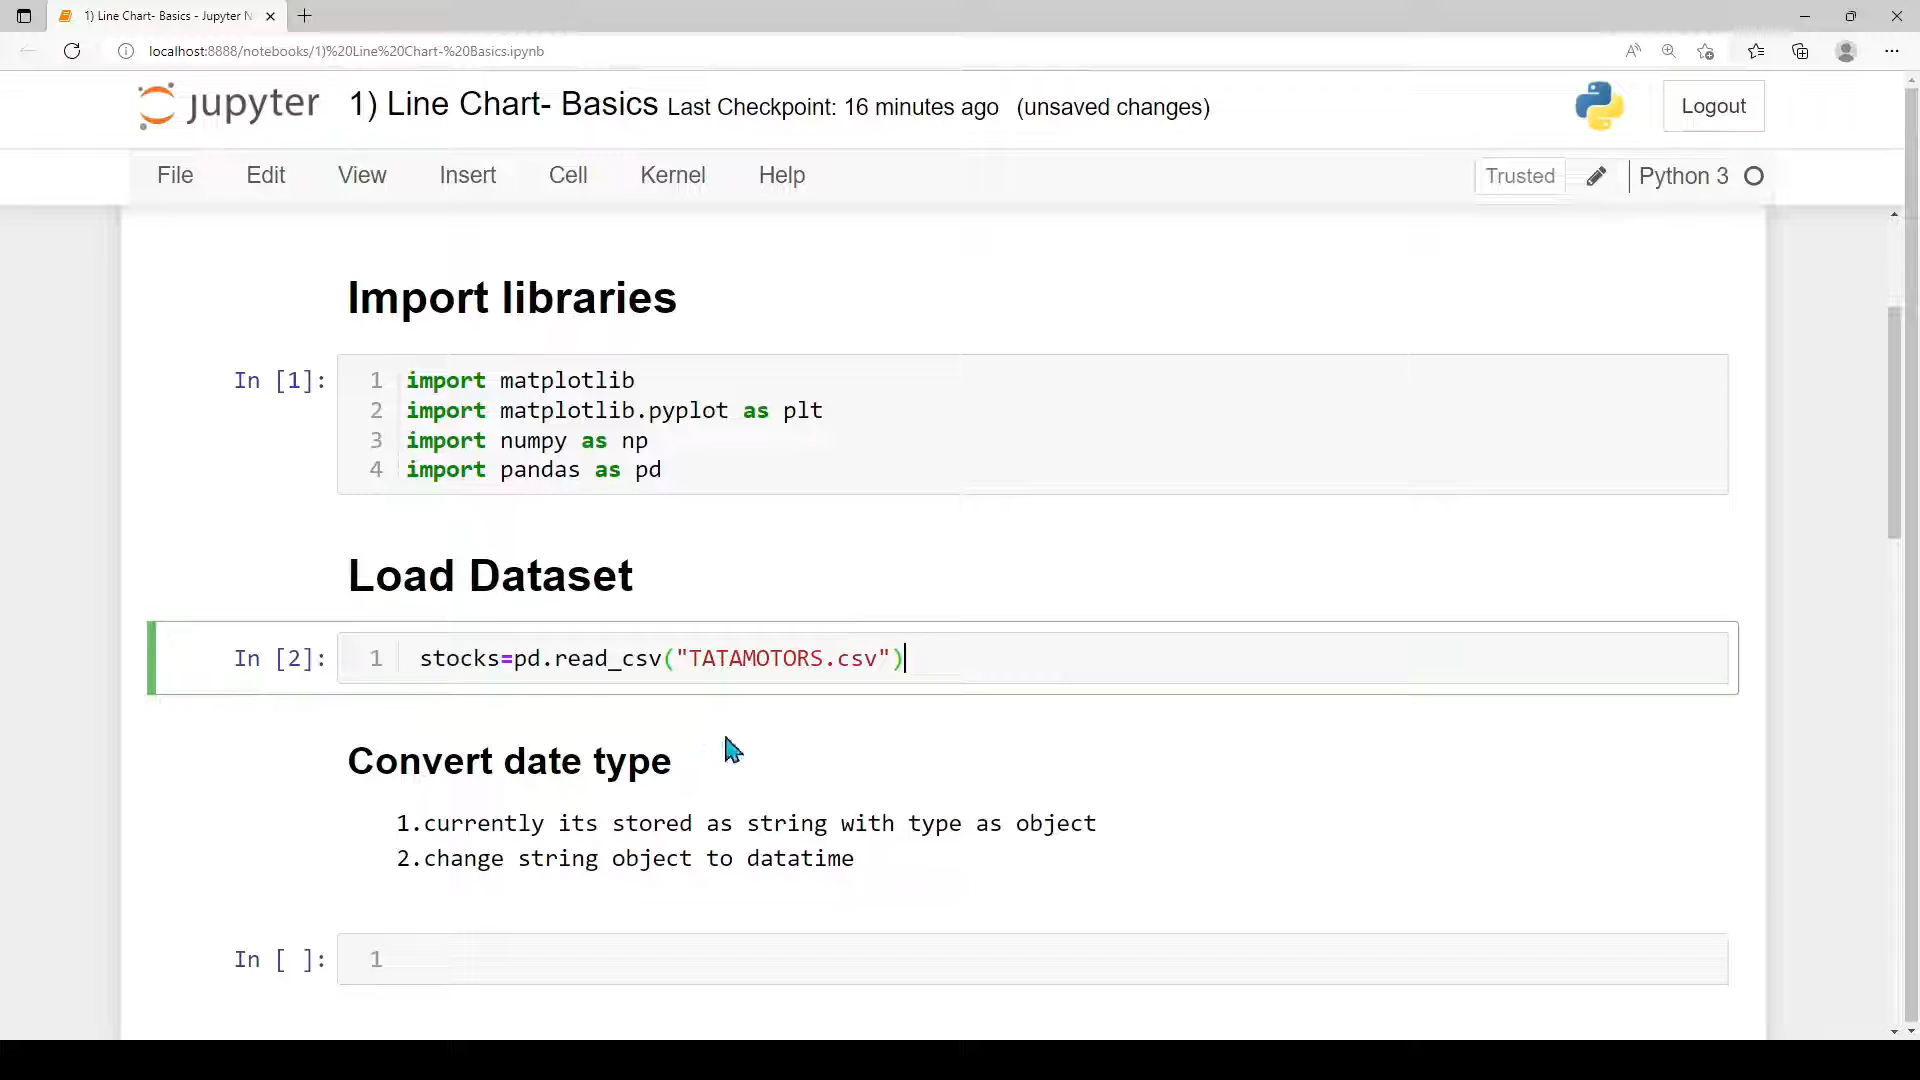 1) Line Chart- Basics - Jupyter N
localhost:8888/notebooks/1)%20Line%20Chart-%20Basics.ipynb
jupyter 1) Line Chart- Basics Last Checkpoint: 16 minutes ago (unsaved changes) Logout
File Edit View Insert Cell Kernel Help Trusted Python 3
Import libraries
In [1]: 1 import matplotlib
2 import matplotlib.pyplot as plt
3 import numpy as np
4 import pandas as pd
Load Dataset
In [2]: 1 stocks=pd.read_csv("TATAMOTORS.csv")
Convert date type
1.currently its stored as string with type as object
2.change string object to datatime
In [ ]: 1